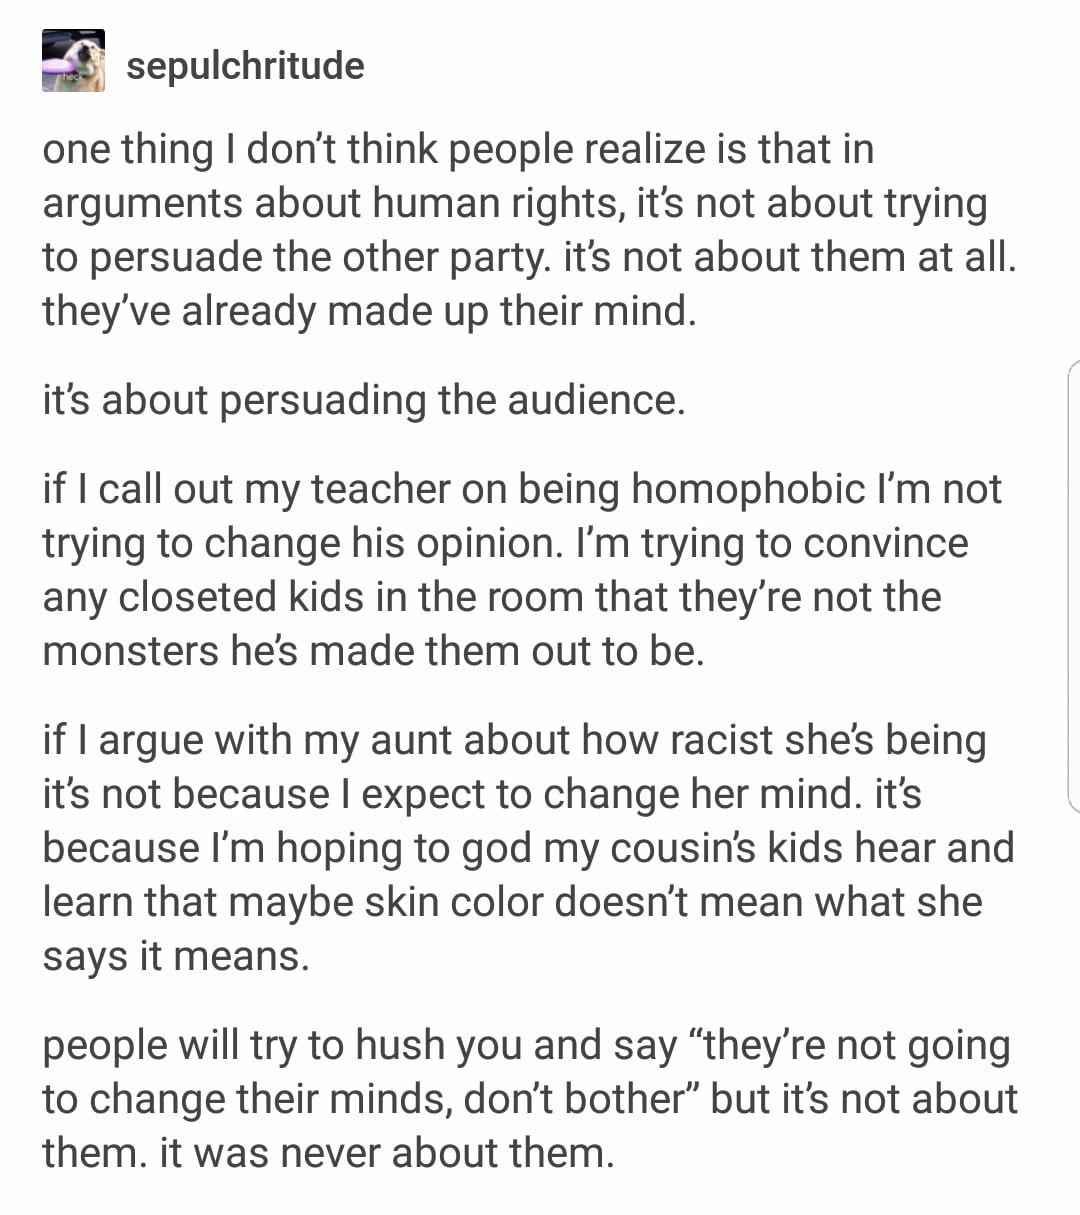 heck
sepulchritude
one thing I don't think people realize is that in
arguments about human rights, it's not about trying
to persuade the other party. it's not about them at all.
they've already made up their mind.
it's about persuading the audience.
if I call out my teacher on being homophobic I'm not
trying to change his opinion. I'm trying to convince
any closeted kids in the room that they're not the
monsters he's made them out to be.
if I argue with my aunt about how racist she's being
it's not because I expect to change her mind. it's
because I'm hoping to god my cousin's kids hear and
learn that maybe skin color doesn't mean what she
says it means.
people will try to hush you and say “they're not going
to change their minds, don't bother” but it's not about
them. it was never about them.